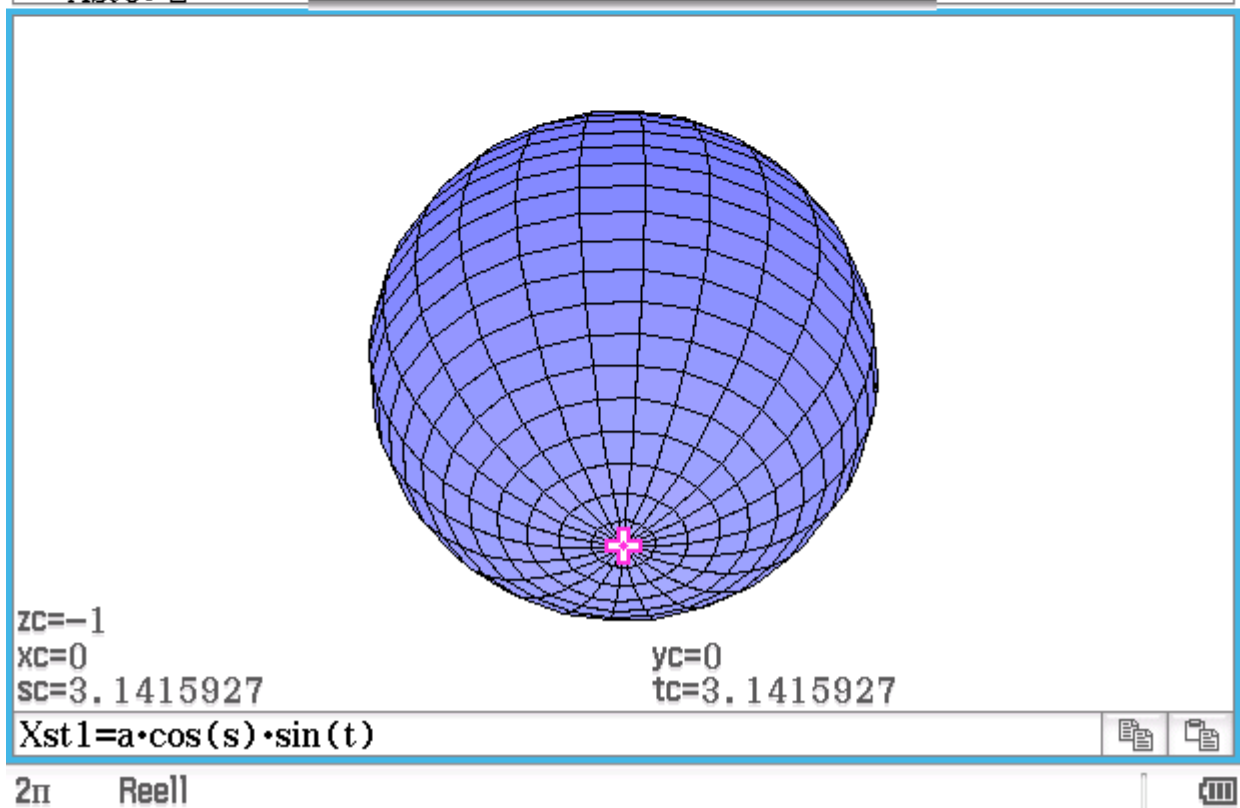 zc=−1
xc=0 yc=0
sc=3.1415927 tc=3.1415927
Xst1=a•cos(s)•sin(t)
2π Reell